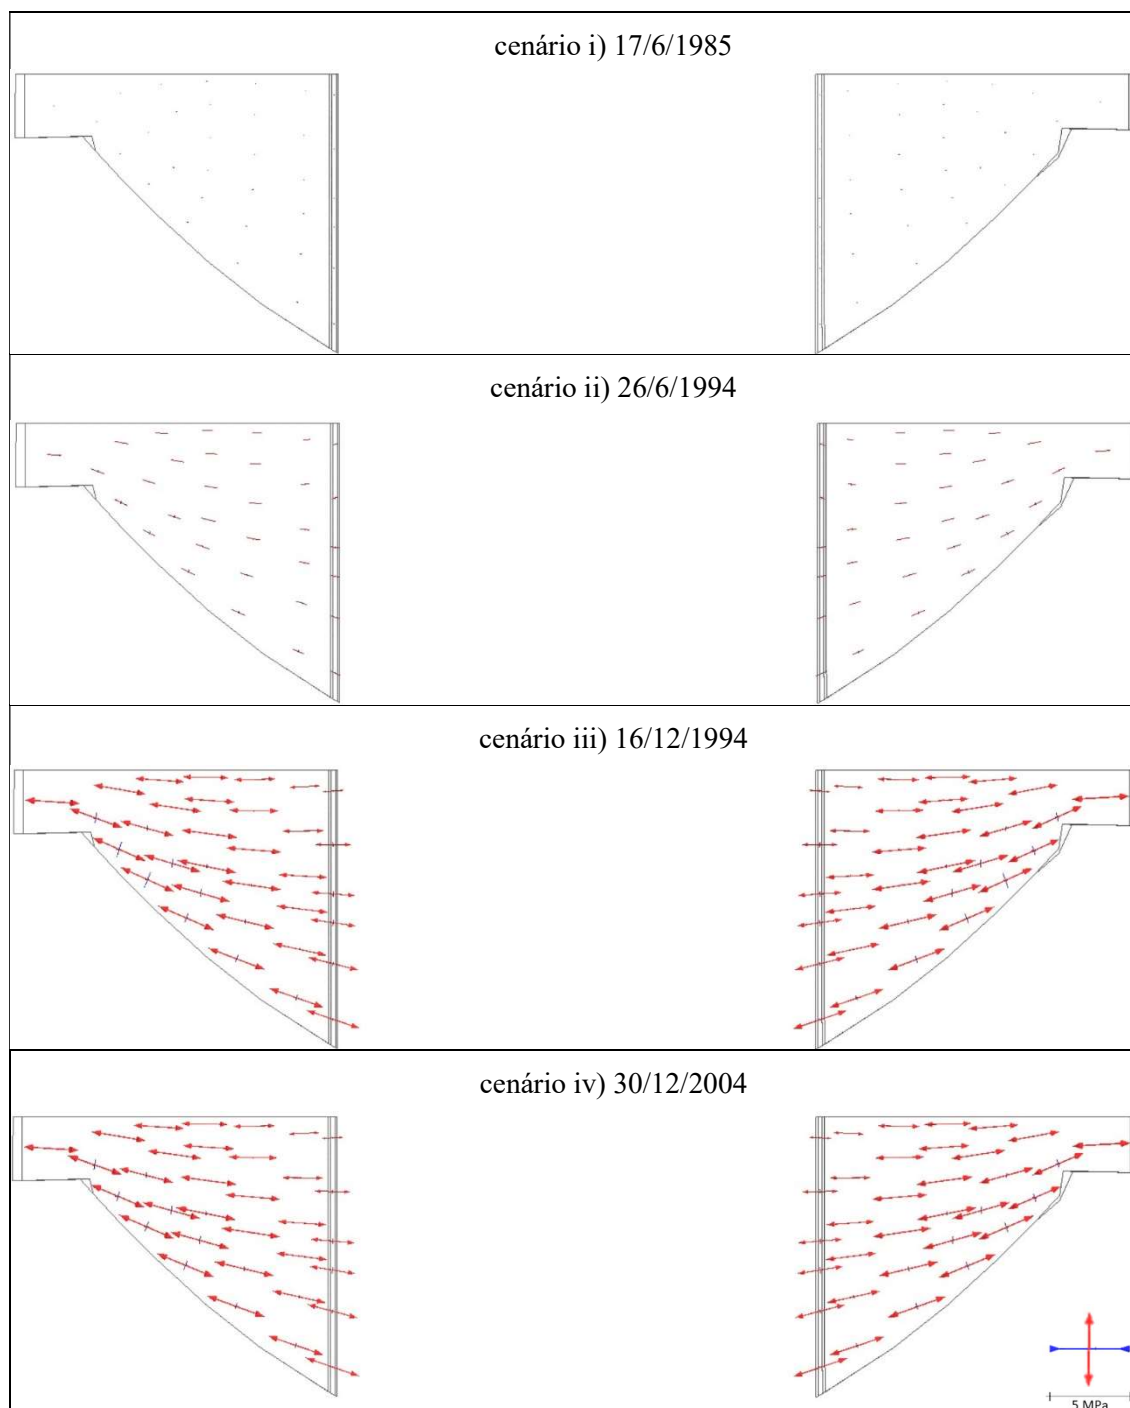 cenário i) 17/6/1985
cenário ii) 26/6/1994
cenário iii) 16/12/1994
cenário iv) 30/12/2004
5 MPa